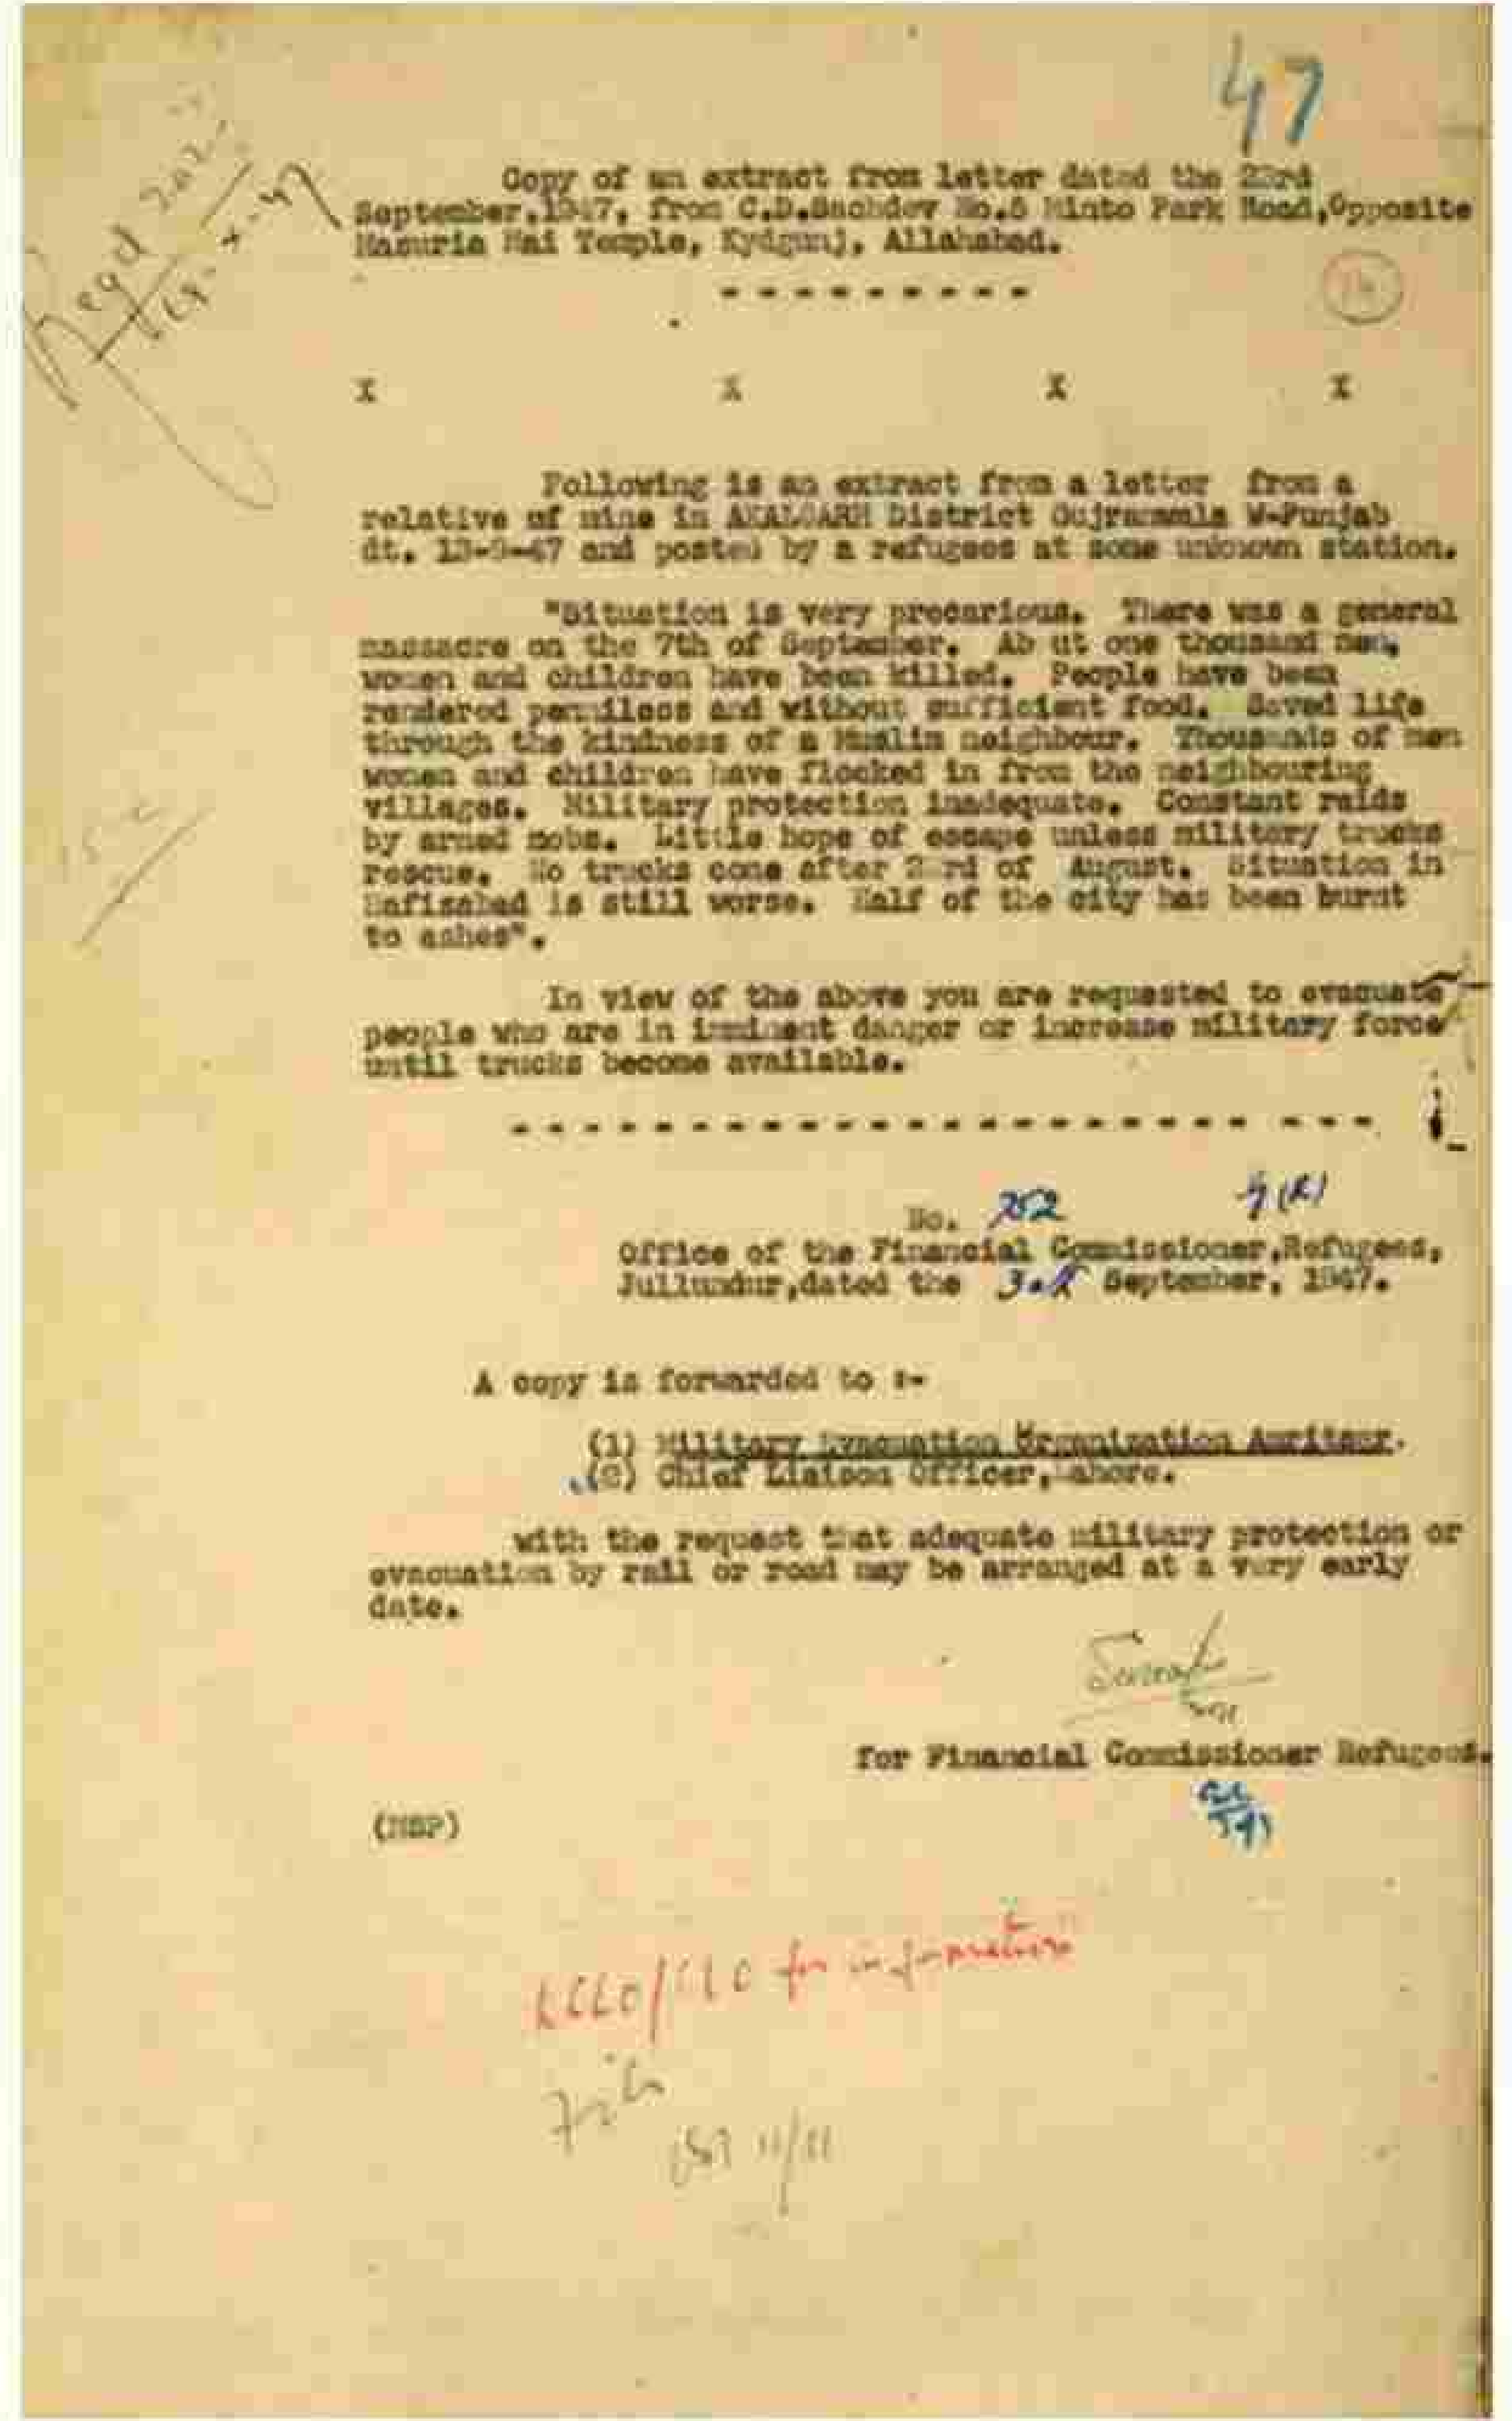 47
Regd
Copy of an extract from letter dated the 23rd
September, 1947, from C.D.Sachdev No.5 Minto Park Road,Opposite
Masuria Mai Temple, Kydgunj, Allahabad.
---------
X X X X
Following is an extract from a letter from a
relative of mine in AKALGARH District Gujranwala W-Punjab
dt. 13-9-47 and posted by a refugees at some unknown station.
"Situation is very precarious. There was a general
massacre on the 7th of September. Ab ut one thousand men,
women and children have been killed. People have been
rendered penniless and without sufficient food. Saved life
through the kindness of a Muslim neighbour. Thousands of men
women and children have flocked in from the neighbouring
villages. Military protection inadequate. Constant raids
by armed mobs. Little hope of escape unless military trucks
rescue. No trucks come after 23rd of August. Situation in
Hafizabad is still worse. Half of the city has been burnt
to ashes".
In view of the above you are requested to evacuate
people who are in imminent danger or increase military force
until trucks become available.
No. 252
Office of the Financial Commissioner,Refugees,
Jullundur,dated the September, 1947.
A copy is forwarded to :-
(1) Military Evacuation Organization Amritsar.
(2) Chief Liaison Officer,Lahore.
with the request that adequate military protection or
evacuation by rail or road may be arranged at a very early
date.
for Financial Commissioner Refugees.
(NSP)
for information
File
11/11